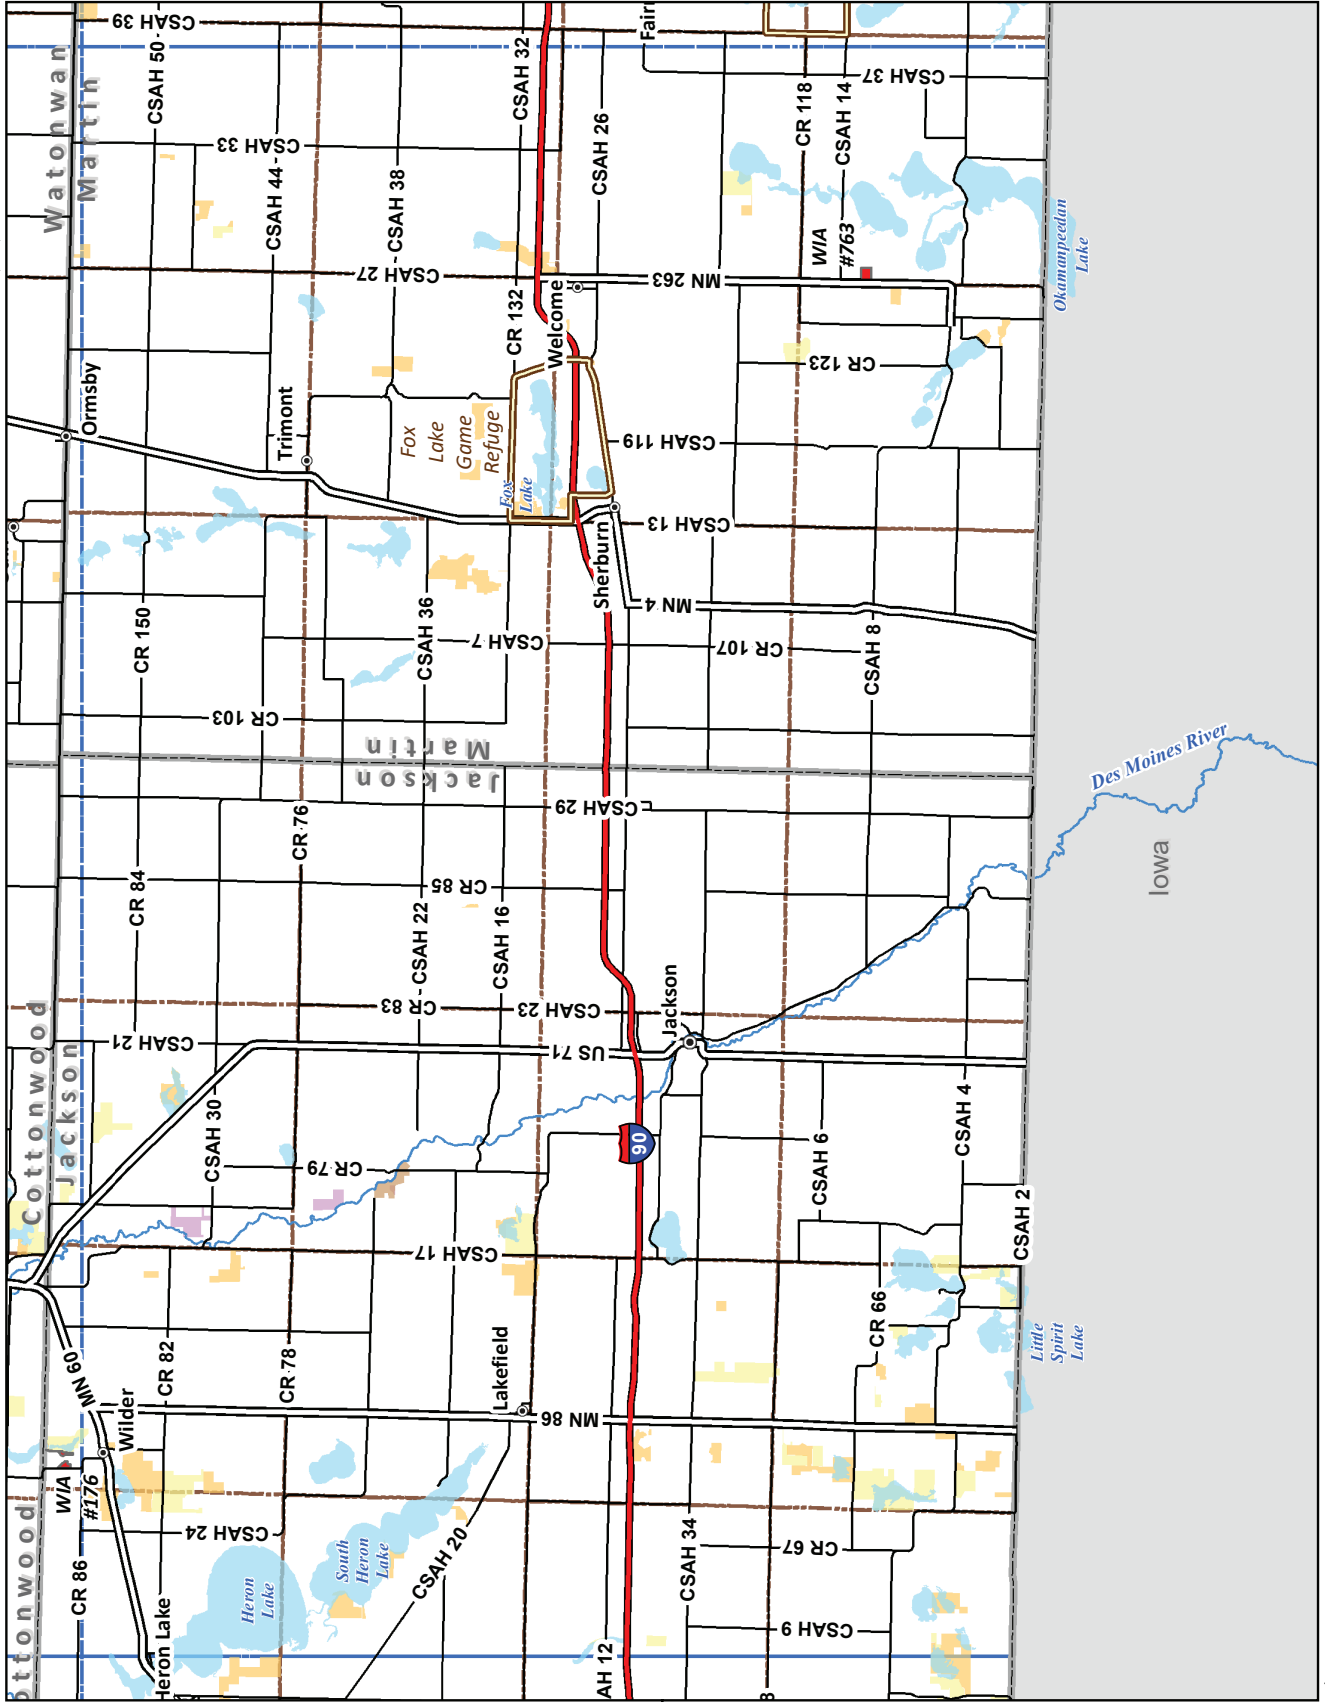 CSAH 39
Watonwan
Martin
CSAH 50
CSAH 32
Fairm
CSAH 37
CSAH 33
CSAH 44
CSAH 38
CSAH 26
CR 118
CSAH 14
WIA
#763
CSAH 27
MN 263
CR 132
Welcome
Okamanpeedan
Lake
Ormsby
Trimont
Fox
Lake
Game
Refuge
Fox
Lake
CR 123
CSAH 119
CSAH 13
Sherburn
MN 4
CR 150
CSAH 36
CSAH 7
CR 107
CSAH 8
CR 103
Martin
Jackson
Des Moines River
Iowa
CSAH 29
CR 76
CR 84
CR 85
CSAH 22
CSAH 16
CR 83
CSAH 23
Jackson
Cottonwood
Jackson
CSAH 21
US 71
CSAH 30
CR 79
90
CSAH 6
CSAH 4
CSAH 2
CSAH 17
CR 66
Little
Spirit
Lake
MN 60
CR 82
CR 78
Wilder
Lakefield
MN 86
WIA
#176
ottonwood
CSAH 24
CR 86
Heron
Lake
South
Heron
Lake
CSAH 20
CSAH 34
CR 67
CSAH 9
Heron Lake
AH 12
8